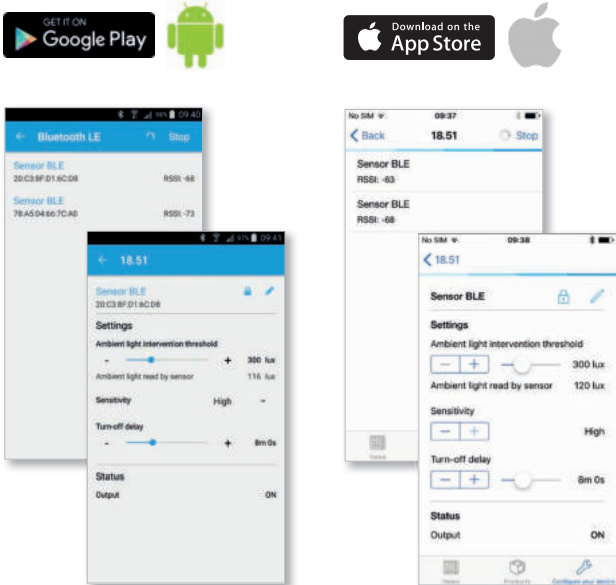 GET IT ON
Google Play
Download on the
App Store
98% 09:40
Bluetooth LE Stop
Sensor BLE
20:C3:8F:D1:6C:D8 RSSI: -68
Sensor BLE
78:A5:04:66:7C:A0 RSSI: -73
97% 09:41
18.51
Sensor BLE
20:C3:8F:D1:6C:D8
Settings
Ambient light intervention threshold
- + 300 lux
Ambient light read by sensor 116 lux
Sensitivity High
Turn-off delay
- + 8m 0s
Status
Output ON
No SIM 09:37
Back 18.51 Stop
Sensor BLE
RSSI: -63
Sensor BLE
RSSI: -68
News
No SIM 09:38
18.51
Sensor BLE
Settings
Ambient light intervention threshold
- + 300 lux
Ambient light read by sensor 120 lux
Sensitivity
- + High
Turn-off delay
- + 8m 0s
Status
Output ON
News Products Configure your device